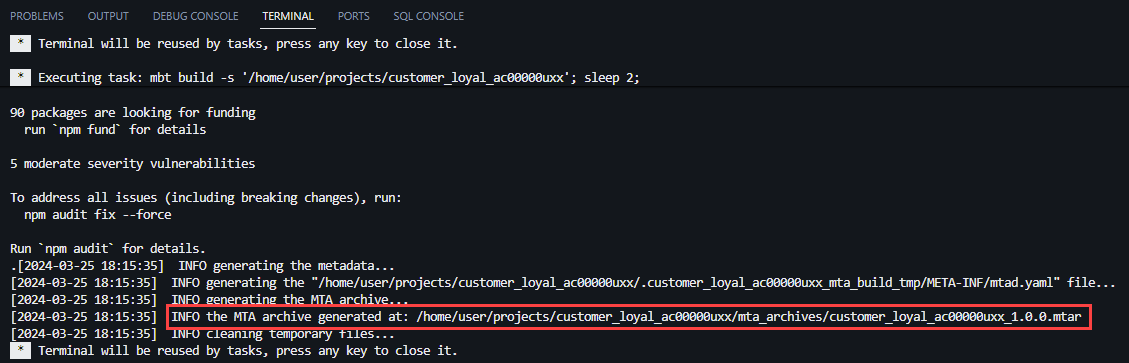 PROBLEMS OUTPUT DEBUG CONSOLE TERMINAL PORTS SQL CONSOLE
* Terminal will be reused by tasks, press any key to close it.
* Executing task: mbt build -s '/home/user/projects/customer_loyal_ac00000uxx'; sleep 2;
90 packages are looking for funding
run `npm fund` for details
5 moderate severity vulnerabilities
To address all issues (including breaking changes), run:
npm audit fix --force
Run `npm audit` for details.
.[2024-03-25 18:15:35] INFO generating the metadata...
[2024-03-25 18:15:35] INFO generating the "/home/user/projects/customer_loyal_ac00000uxx/.customer_loyal_ac00000uxx_mta_build_tmp/META-INF/mtad.yaml" file...
[2024-03-25 18:15:35] INFO generating the MTA archive...
[2024-03-25 18:15:35] INFO the MTA archive generated at: /home/user/projects/customer_loyal_ac00000uxx/mta_archives/customer_loyal_ac00000uxx_1.0.0.mtar
[2024-03-25 18:15:35] INFO cleaning temporary files...
* Terminal will be reused by tasks, press any key to close it.